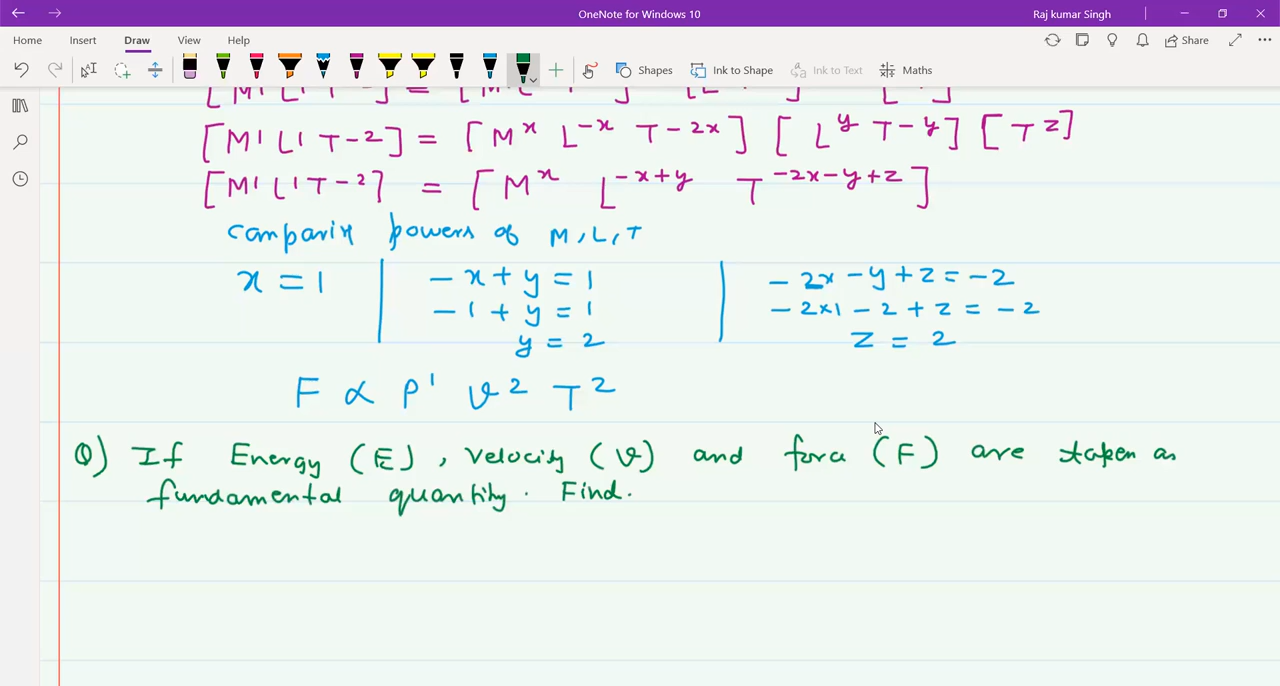 OneNote for Windows 10
Raj kumar Singh
Home Insert Draw View Help
Share
Shapes Ink to Shape Ink to Text Maths
[M¹ L¹ T-2] = [Mˣ L⁻ˣ T-2x] [Lʸ T-y] [Tᶻ]
[M¹ L¹ T-2] = [Mˣ L⁻ˣ⁺ʸ T⁻²ˣ⁻ʸ⁺ᶻ]
powers of M, L, T
x = 1 | - x + y = 1 | - 2x - y + z = -2
- 1 + y = 1 - 2×1 - 2 + z = - 2
y = 2 z = 2
F ∝ P¹ v² T²
Q) If Energy (E), velocity (v) and force (F) are taken as
fundamental quantity. Find.